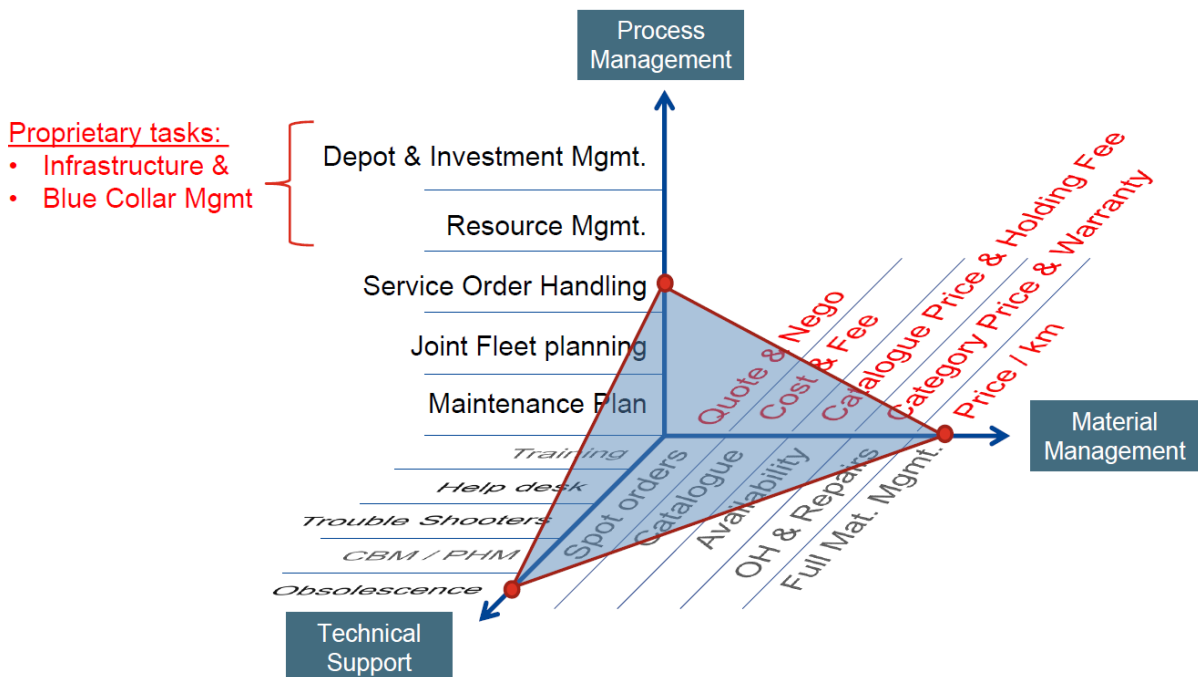 Process
Management
Proprietary tasks:
• Infrastructure &
• Blue Collar Mgmt
Depot & Investment Mgmt.
Resource Mgmt.
Service Order Handling
Joint Fleet planning
Maintenance Plan
Training
Help desk
Trouble Shooters
CBM / PHM
Obsolescence
Technical
Support
Quote & Nego
Cost & Fee
Catalogue Price & Holding Fee
Category Price & Warranty
Price / km
Spot orders
Catalogue
Availability
OH & Repairs
Full Mat. Mgmt.
Material
Management